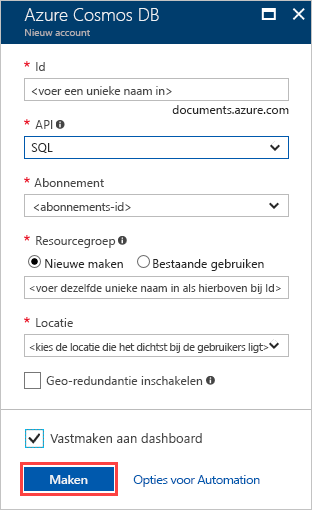 Azure Cosmos DB
Nieuw account
* Id
<voer een unieke naam in>
documents.azure.com
* API
SQL
* Abonnement
<abonnements-id>
* Resourcegroep
Nieuwe maken Bestaande gebruiken
<voer dezelfde unieke naam in als hierboven bij Id>
* Locatie
<kies de locatie die het dichtst bij de gebruikers ligt>
Geo-redundantie inschakelen
Vastmaken aan dashboard
Maken Opties voor Automation